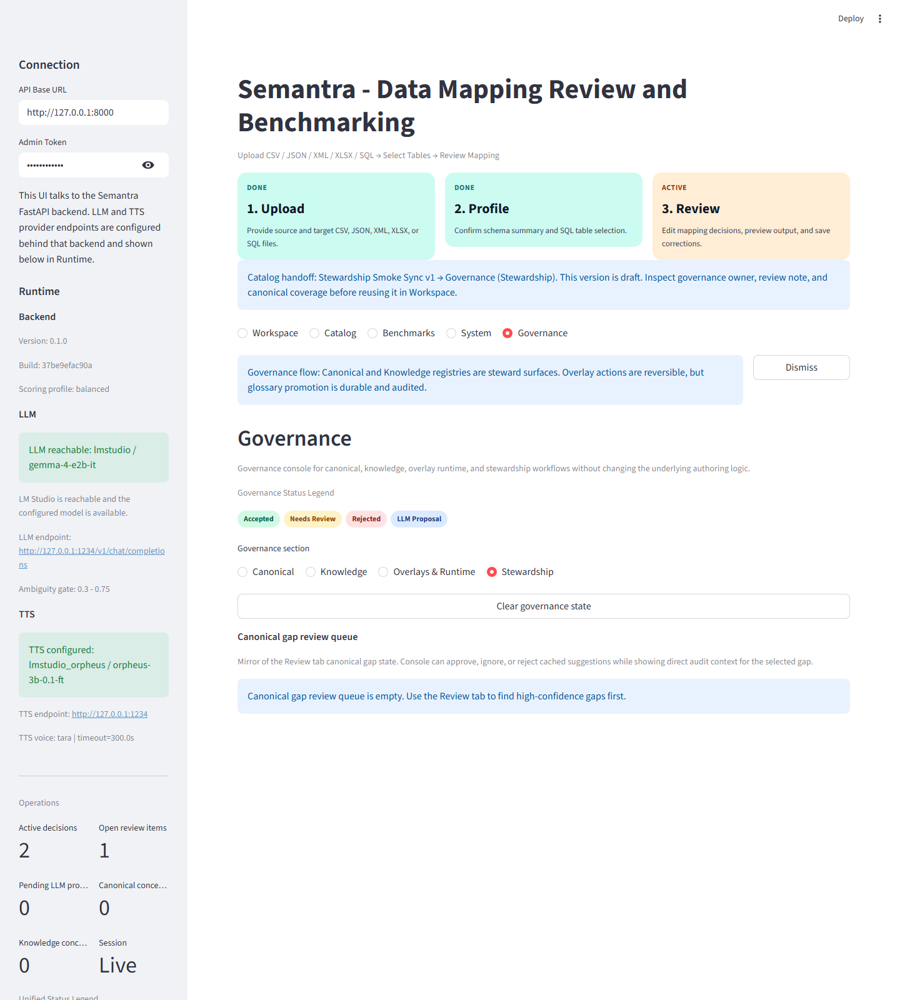 Deploy
Connection
API Base URL
http://127.0.0.1:8000
Admin Token
••••••••••••
This UI talks to the Semantra
FastAPI backend. LLM and TTS
provider endpoints are configured
behind that backend and shown
below in Runtime.
Runtime
Backend
Version: 0.1.0
Build: 37be9efac90a
Scoring profile: balanced
LLM
LLM reachable: lmstudio /
gemma-4-e2b-it
LM Studio is reachable and the
configured model is available.
LLM endpoint:
http://127.0.0.1:1234/v1/chat/completio
ns
Ambiguity gate: 0.3 - 0.75
TTS
TTS configured:
lmstudio_orpheus / orpheus-
3b-0.1-ft
TTS endpoint: http://127.0.0.1:1234
TTS voice: tara | timeout=300.0s
Operations
Active decisions
2
Open review items
1
Pending LLM pro...
0
Canonical conce...
0
Knowledge conc...
0
Session
Live
Unified Status Legend
Semantra - Data Mapping Review and
Benchmarking
Upload CSV / JSON / XML / XLSX / SQL → Select Tables → Review Mapping
DONE
1. Upload
Provide source and target CSV, JSON, XML, XLSX, or
SQL files.
DONE
2. Profile
Confirm schema summary and SQL table selection.
ACTIVE
3. Review
Edit mapping decisions, preview output, and save
corrections.
Catalog handoff: Stewardship Smoke Sync v1 → Governance (Stewardship). This version is draft. Inspect governance owner, review note, and
canonical coverage before reusing it in Workspace.
Workspace Catalog Benchmarks System Governance
Governance flow: Canonical and Knowledge registries are steward surfaces. Overlay actions are reversible, but
glossary promotion is durable and audited.
Dismiss
Governance
Governance console for canonical, knowledge, overlay runtime, and stewardship workflows without changing the underlying authoring logic.
Governance Status Legend
Accepted Needs Review Rejected LLM Proposal
Governance section
Canonical Knowledge Overlays & Runtime Stewardship
Clear governance state
Canonical gap review queue
Mirror of the Review tab canonical gap state. Console can approve, ignore, or reject cached suggestions while showing direct audit context for the selected gap.
Canonical gap review queue is empty. Use the Review tab to find high-confidence gaps first.